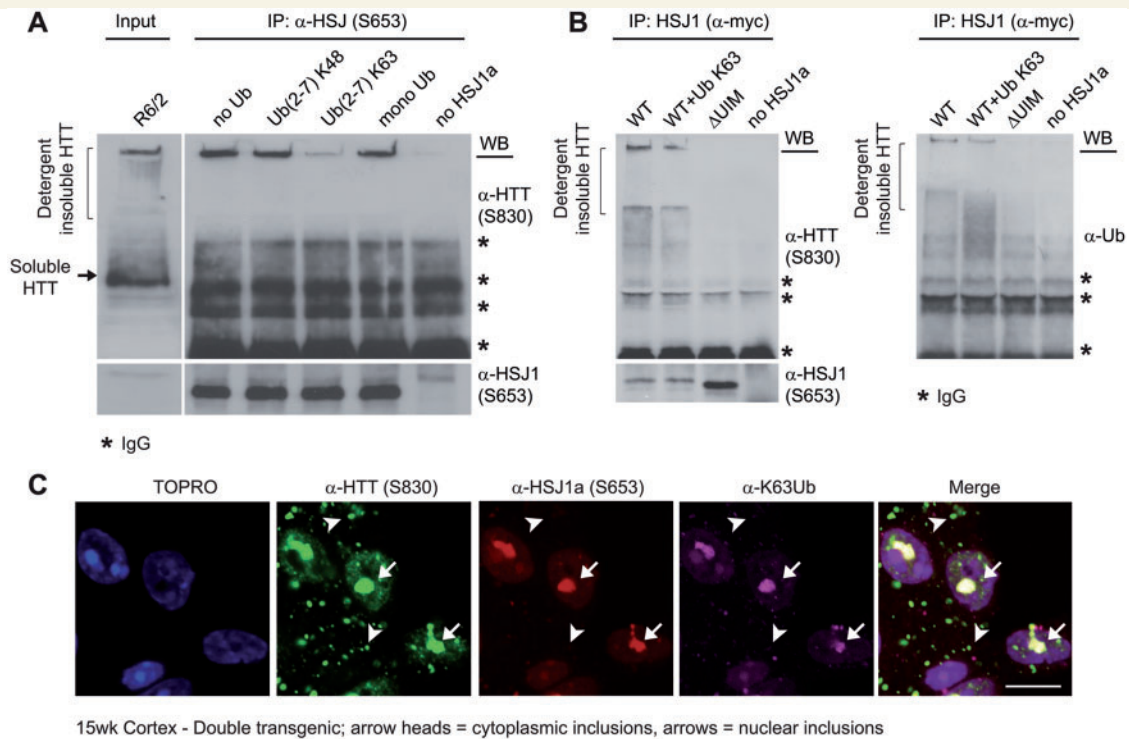 A
Input
IP: α-HSJ (S653)
R6/2
no Ub
Ub(2-7) K48
Ub(2-7) K63
mono Ub
no HSJ1a
WB
Detergent
insoluble HTT
α-HTT
(S830)
Soluble
HTT
*
*
*
*
α-HSJ1
(S653)
* IgG
B
IP: HSJ1 (α-myc)
WT
WT+Ub K63
ΔUIM
no HSJ1a
WB
Detergent
insoluble HTT
α-HTT
(S830)
*
*
*
α-HSJ1
(S653)
IP: HSJ1 (α-myc)
WT
WT+Ub K63
ΔUIM
no HSJ1a
WB
Detergent
insoluble HTT
α-Ub
*
*
*
* IgG
C
TOPRO
α-HTT (S830)
α-HSJ1a (S653)
α-K63Ub
Merge
15wk Cortex - Double transgenic; arrow heads = cytoplasmic inclusions, arrows = nuclear inclusions